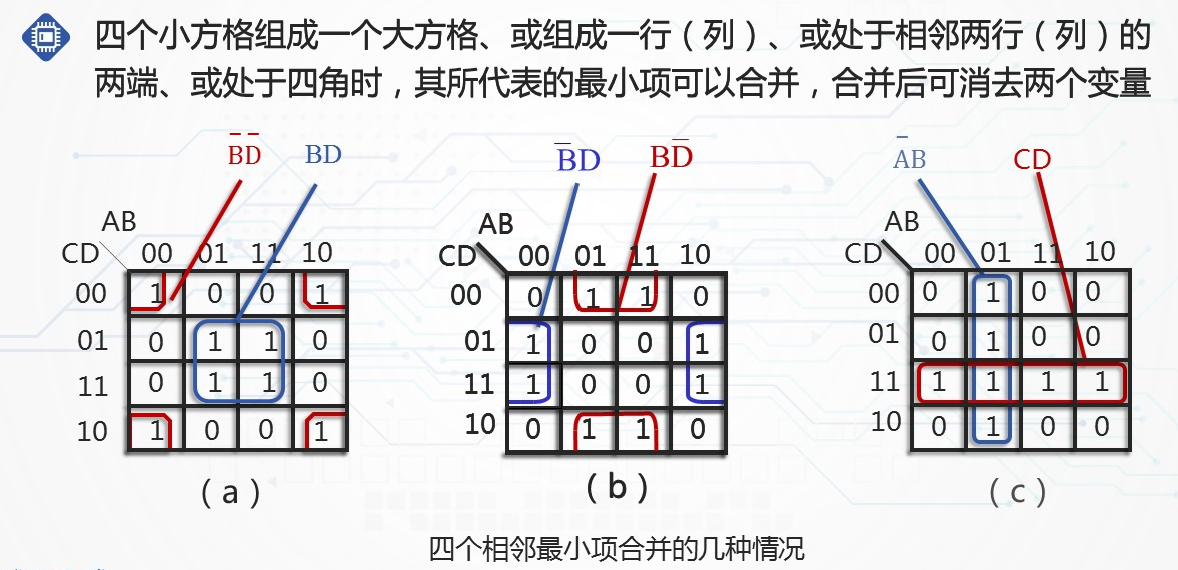 四个小方格组成一个大方格、或组成一行（列）、或处于相邻两行（列）的
两端、或处于四角时，其所代表的最小项可以合并，合并后可消去两个变量
B̅D̅ BD
AB
CD 00 01 11 10
00 1 0 0 1
01 0 1 1 0
11 0 1 1 0
10 1 0 0 1
（a）
B̅D BD̅
AB
CD 00 01 11 10
00 0 1 1 0
01 1 0 0 1
11 1 0 0 1
10 0 1 1 0
（b）
A̅B CD
AB
CD 00 01 11 10
00 0 1 0 0
01 0 1 0 0
11 1 1 1 1
10 0 1 0 0
（c）
四个相邻最小项合并的几种情况